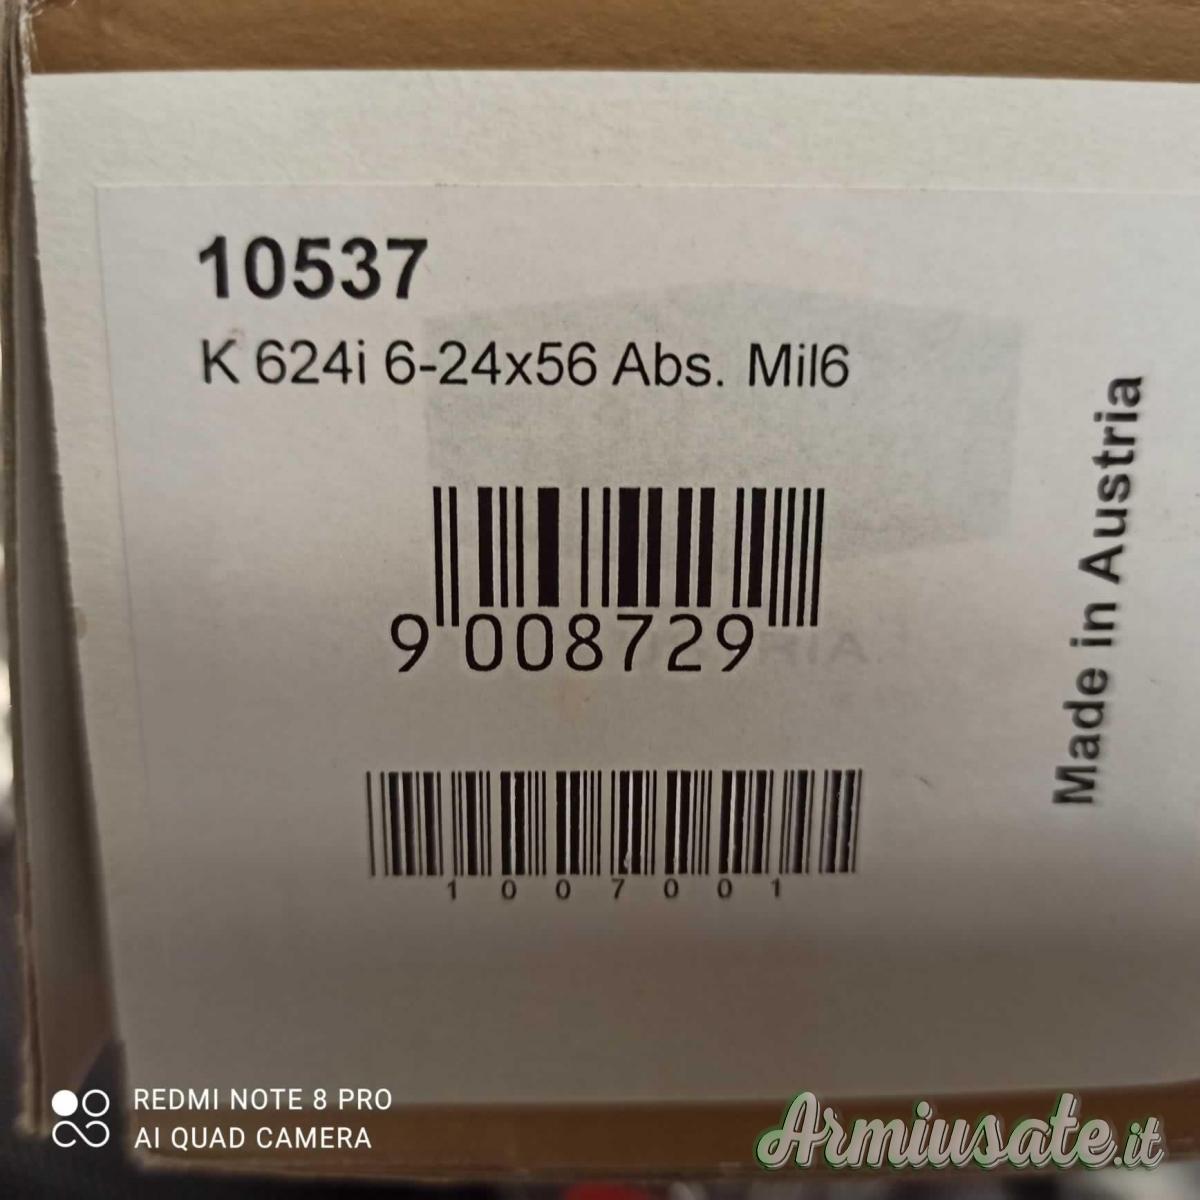 10537
K 624i 6-24x56 Abs. Mil6
9 008729
1007001
Made in Austria
REDMI NOTE 8 PRO
AI QUAD CAMERA
Armiusate.it